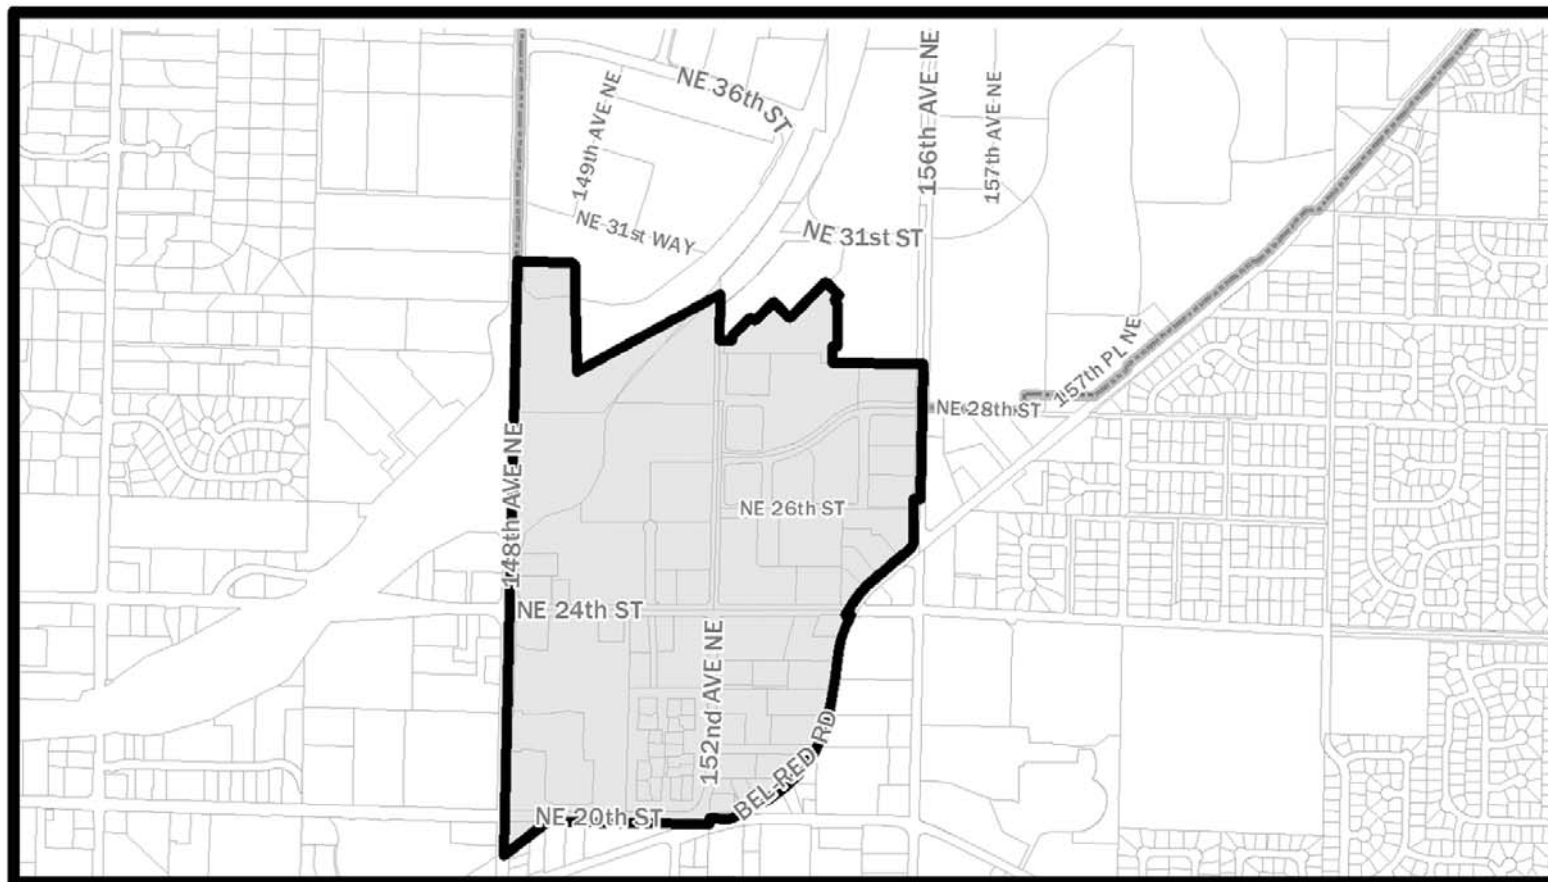 NE 36th ST
149th AVE NE
156th AVE NE
157th AVE NE
NE 31st WAY
NE 31st ST
157th PL NE
NE 28th ST
148th AVE NE
NE 26th ST
NE 24th ST
152nd AVE NE
BEL-RED RD
NE 20th ST